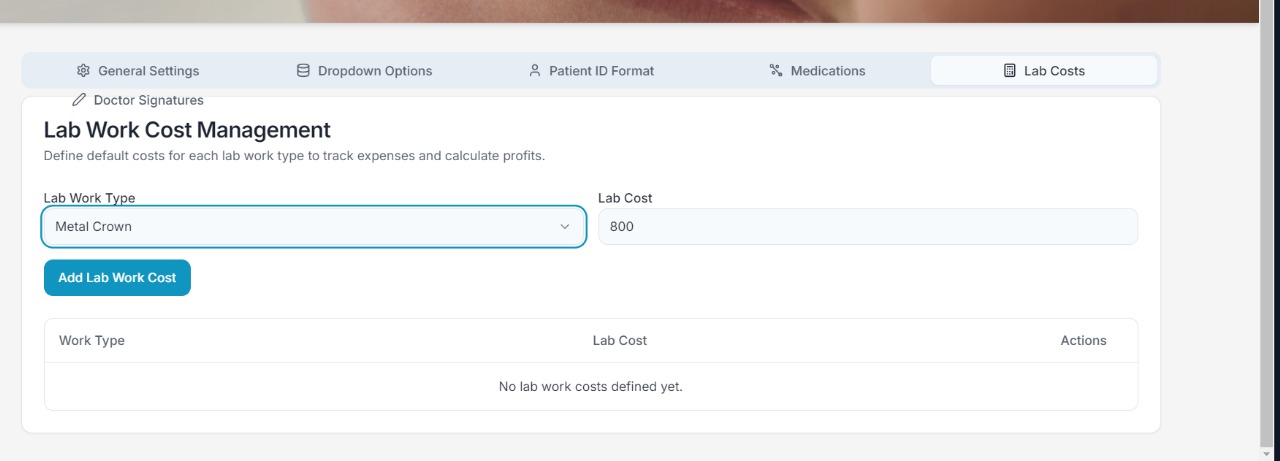 General Settings
Dropdown Options
Patient ID Format
Medications
Lab Costs
Doctor Signatures
Lab Work Cost Management
Define default costs for each lab work type to track expenses and calculate profits.
Lab Work Type
Lab Cost
Metal Crown
800
Add Lab Work Cost
Work Type
Lab Cost
Actions
No lab work costs defined yet.